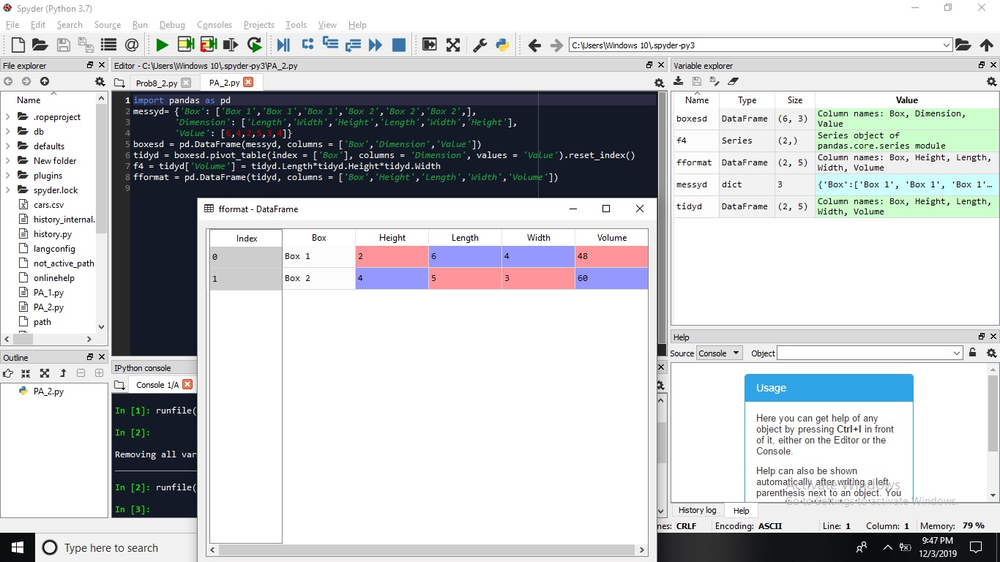 Spyder (Python 3.7)
File Edit Search Source Run Debug Consoles Projects Tools View Help
C:\Users\Windows 10\.spyder-py3
File explorer
Name
.ropeproject
db
defaults
New folder
plugins
spyder.lock
cars.csv
history_internal.
history.py
langconfig
not_active_path
onlinehelp
PA_1.py
PA_2.py
path
Outline
PA_2.py
Editor - C:\Users\Windows 10\.spyder-py3\PA_2.py
Prob8_2.py PA_2.py
1 import pandas as pd
2 messyd= {'Box': ['Box 1','Box 1','Box 1','Box 2','Box 2','Box 2',],
3 'Dimension': ['Length','Width','Height','Length','Width','Height'],
4 'Value': [6,4,2,5,3,4]}
5 boxesd = pd.DataFrame(messyd, columns = ['Box','Dimension','Value'])
6 tidyd = boxesd.pivot_table(index = ['Box'], columns = 'Dimension', values = 'Value').reset_index()
7 f4 = tidyd['Volume'] = tidyd.Length*tidyd.Height*tidyd.Width
8 fformat = pd.DataFrame(tidyd, columns = ['Box','Height','Length','Width','Volume'])
9
fformat - DataFrame
Index Box Height Length Width Volume
0 Box 1 2 6 4 48
1 Box 2 4 5 3 60
IPython console
Console 1/A
In [1]: runfile(
In [2]:
Removing all var
In [2]: runfile(
In [3]:
Variable explorer
Name Type Size Value
boxesd DataFrame (6, 3) Column names: Box, Dimension,
Value
f4 Series (2,) Series object of
pandas.core.series module
fformat DataFrame (2, 5) Column names: Box, Height, Length,
Width, Volume
messyd dict 3 {'Box':['Box 1', 'Box 1', 'Box 1'…
tidyd DataFrame (2, 5) Column names: Box, Height, Length,
Width, Volume
Help
Source Console Object
Usage
Here you can get help of any
object by pressing Ctrl+I in front
of it, either on the Editor or the
Console.
Help can also be shown
automatically after writing a left
parenthesis next to an object. You
Activate Windows
Go to Settings to activate Windows.
History log Help
nes: CRLF Encoding: ASCII Line: 1 Column: 1 Memory: 79 %
Type here to search
9:47 PM
12/3/2019